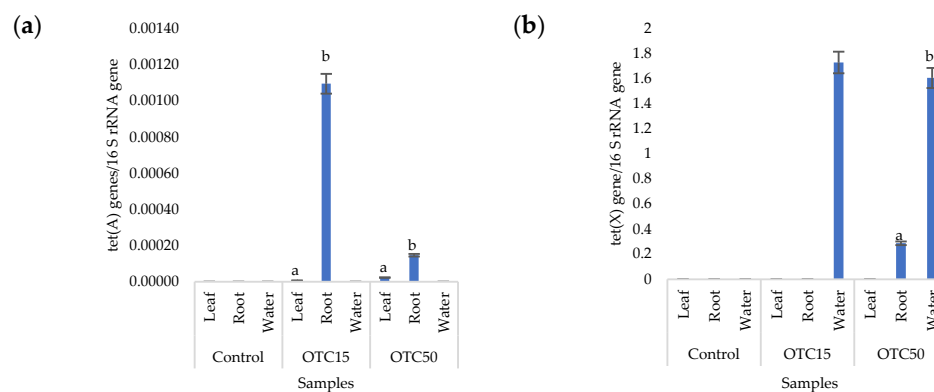 (a)
tet(A) genes/16 S rRNA gene
0.00140
0.00120
0.00100
0.00080
0.00060
0.00040
0.00020
0.00000
a
b
a
b
Leaf
Root
Water
Leaf
Root
Water
Leaf
Root
Water
Control
OTC15
OTC50
Samples
(b)
tet(X) gene/16 S rRNA gene
2
1.8
1.6
1.4
1.2
1
0.8
0.6
0.4
0.2
0
a
b
Leaf
Root
Water
Leaf
Root
Water
Leaf
Root
Water
Control
OTC15
OTC50
Samples